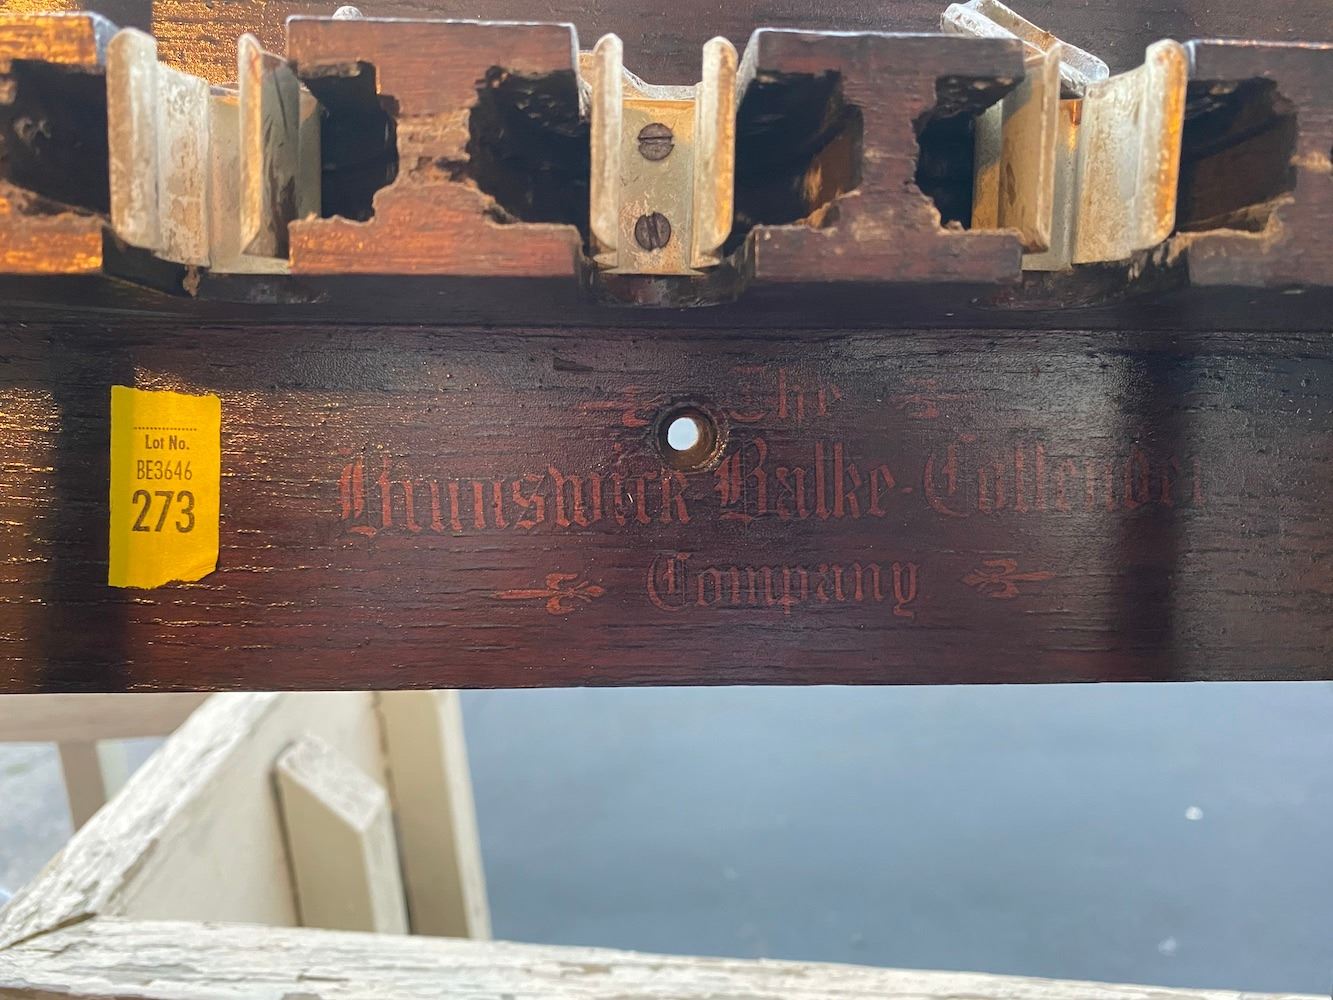 Lot No.
BE3646
273
The
Brunswick-Balke-Collender
Company